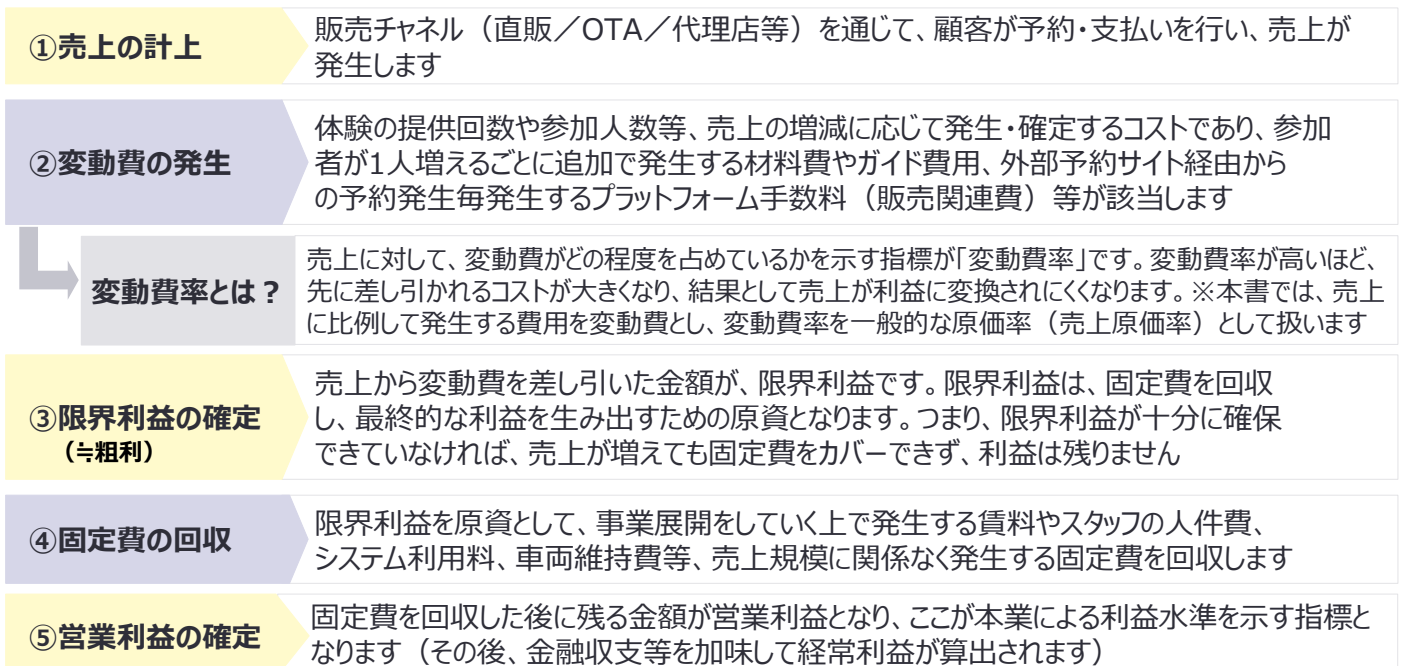 ①売上の計上
販売チャネル（直販／OTA／代理店等）を通じて、顧客が予約・支払いを行い、売上が
発生します
②変動費の発生
体験の提供回数や参加人数等、売上の増減に応じて発生・確定するコストであり、参加
者が1人増えるごとに追加で発生する材料費やガイド費用、外部予約サイト経由から
の予約発生毎発生するプラットフォーム手数料（販売関連費）等が該当します
変動費率とは？
売上に対して、変動費がどの程度を占めているかを示す指標が「変動費率」です。変動費率が高いほど、
先に差し引かれるコストが大きくなり、結果として売上が利益に変換されにくくなります。※本書では、売上
に比例して発生する費用を変動費とし、変動費率を一般的な原価率（売上原価率）として扱います
③限界利益の確定
（≒粗利）
売上から変動費を差し引いた金額が、限界利益です。限界利益は、固定費を回収
し、最終的な利益を生み出すための原資となります。つまり、限界利益が十分に確保
できていなければ、売上が増えても固定費をカバーできず、利益は残りません
④固定費の回収
限界利益を原資として、事業展開をしていく上で発生する賃料やスタッフの人件費、
システム利用料、車両維持費等、売上規模に関係なく発生する固定費を回収します
⑤営業利益の確定
固定費を回収した後に残る金額が営業利益となり、ここが本業による利益水準を示す指標と
なります（その後、金融収支等を加味して経常利益が算出されます）